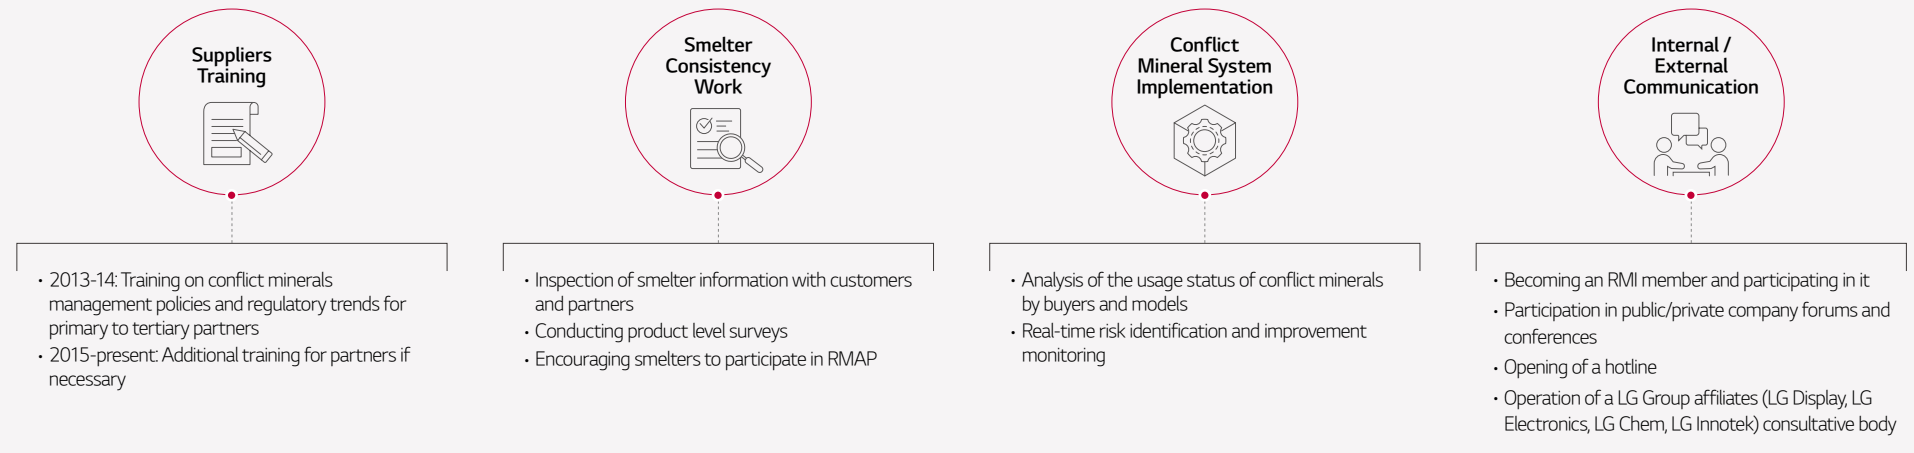 Suppliers
Training
• 2013-14: Training on conflict minerals
management policies and regulatory trends for
primary to tertiary partners
• 2015-present: Additional training for partners if
necessary
Smelter
Consistency
Work
• Inspection of smelter information with customers
and partners
• Conducting product level surveys
• Encouraging smelters to participate in RMAP
Conflict
Mineral System
Implementation
• Analysis of the usage status of conflict minerals
by buyers and models
• Real-time risk identification and improvement
monitoring
Internal /
External
Communication
• Becoming an RMI member and participating in it
• Participation in public/private company forums and
conferences
• Opening of a hotline
• Operation of a LG Group affiliates (LG Display, LG
Electronics, LG Chem, LG Innotek) consultative body